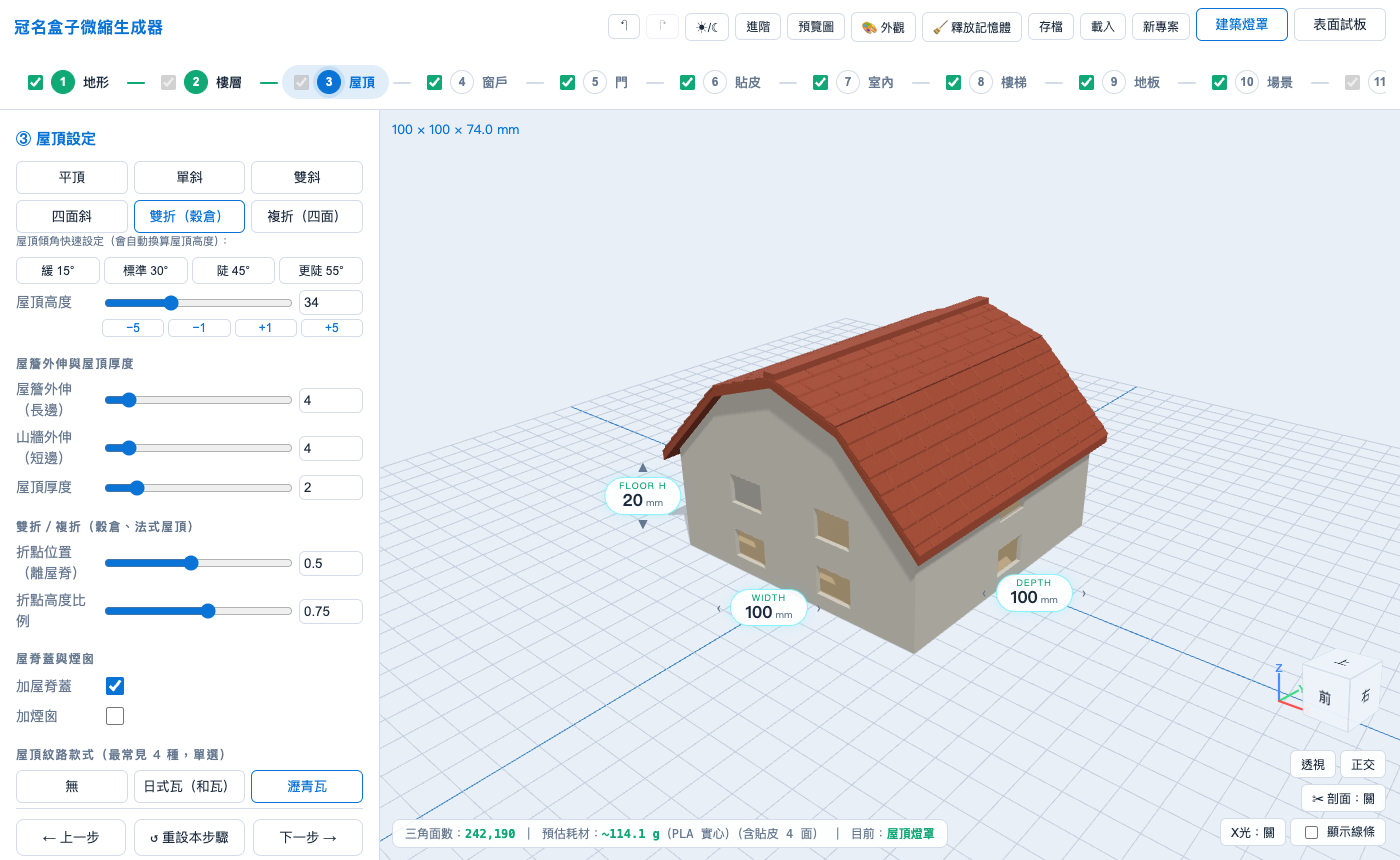 冠名盒子微縮生成器
☀/☾ 進階 預覽圖 🎨 外觀 🧹 釋放記憶體 存檔 載入 新專案 建築燈罩 表面試板
1 地形 2 樓層 3 屋頂 4 窗戶 5 門 6 貼皮 7 室內 8 樓梯 9 地板 10 場景 11
③ 屋頂設定
平頂 單斜 雙斜
四面斜 雙折（穀倉） 複折（四面）
屋頂傾角快速設定（會自動換算屋頂高度）：
緩 15° 標準 30° 陡 45° 更陡 55°
屋頂高度 34
−5 −1 +1 +5
屋簷外伸與屋頂厚度
屋簷外伸
（長邊） 4
山牆外伸
（短邊） 4
屋頂厚度 2
雙折 / 複折（穀倉、法式屋頂）
折點位置
（離屋脊） 0.5
折點高度比
例 0.75
屋脊蓋與煙囪
加屋脊蓋
加煙囪
屋頂紋路款式（最常見 4 種，單選）
無 日式瓦（和瓦） 瀝青瓦
← 上一步 ↺ 重設本步驟 下一步 →
100 × 100 × 74.0 mm
FLOOR H
20 mm
WIDTH
100 mm
DEPTH
100 mm
Z
前 右
透視 正交
✂ 剖面：關
X光：關 顯示線條
三角面數：242,190 | 預估耗材：~114.1 g (PLA 實心) (含貼皮 4 面) | 目前：屋頂燈罩